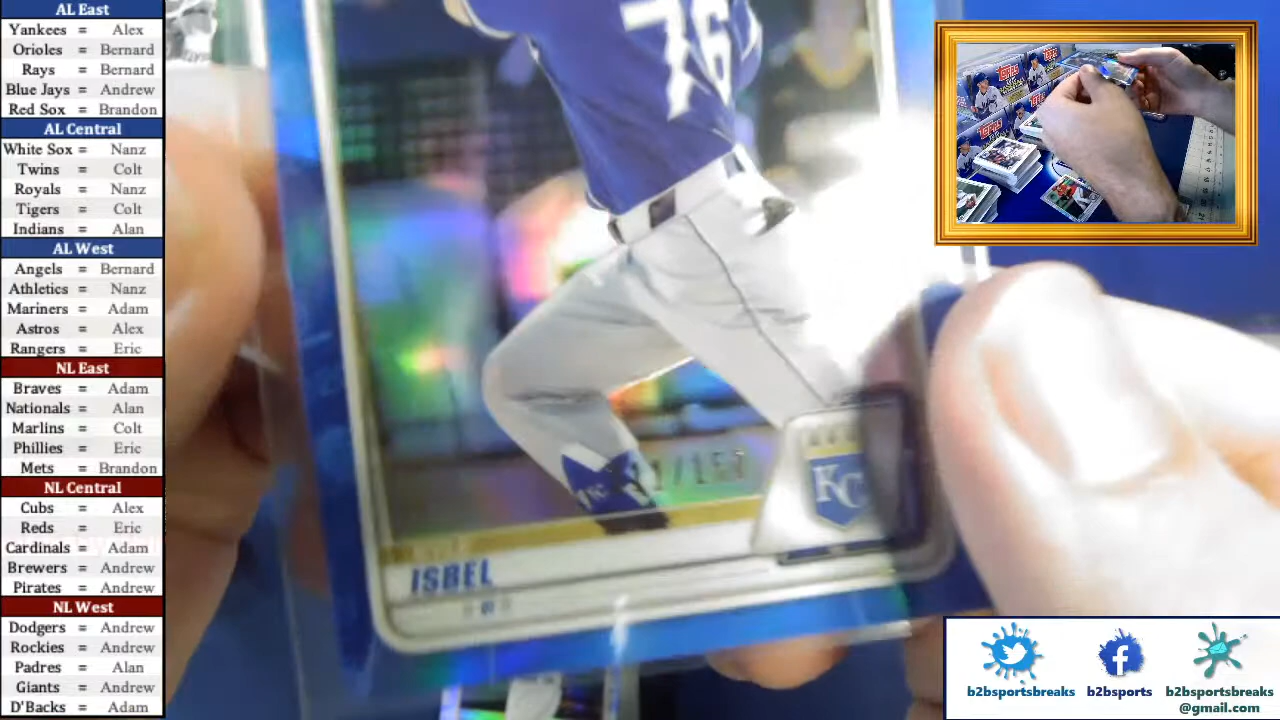 AL East
Yankees = Alex
Orioles = Bernard
Rays = Bernard
Blue Jays = Andrew
Red Sox = Brandon
AL Central
White Sox = Nanz
Twins = Colt
Royals = Nanz
Tigers = Colt
Indians = Alan
AL West
Angels = Bernard
Athletics = Nanz
Mariners = Adam
Astros = Alex
Rangers = Eric
NL East
Braves = Adam
Nationals = Alan
Marlins = Colt
Phillies = Eric
Mets = Brandon
NL Central
Cubs = Alex
Reds = Eric
Cardinals = Adam
Brewers = Andrew
Pirates = Andrew
NL West
Dodgers = Andrew
Rockies = Andrew
Padres = Alan
Giants = Andrew
D'Backs = Adam
76
KC
ISBEL
TOPPS
TOPPS
TOPPS
b2bsportsbreaks
b2bsports
b2bsportsbreaks
@gmail.com